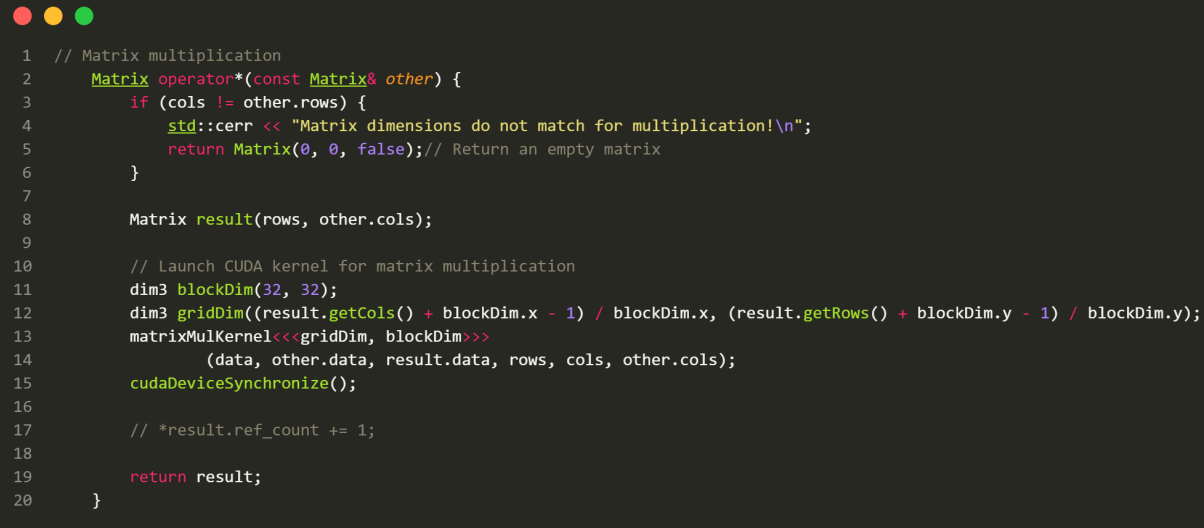 1 // Matrix multiplication
2     Matrix operator*(const Matrix& other) {
3         if (cols != other.rows) {
4             std::cerr << "Matrix dimensions do not match for multiplication!\n";
5             return Matrix(0, 0, false);// Return an empty matrix
6         }
7
8         Matrix result(rows, other.cols);
9
10         // Launch CUDA kernel for matrix multiplication
11         dim3 blockDim(32, 32);
12         dim3 gridDim((result.getCols() + blockDim.x - 1) / blockDim.x, (result.getRows() + blockDim.y - 1) / blockDim.y);
13         matrixMulKernel<<<gridDim, blockDim>>>
14                 (data, other.data, result.data, rows, cols, other.cols);
15         cudaDeviceSynchronize();
16
17         // *result.ref_count += 1;
18
19         return result;
20     }